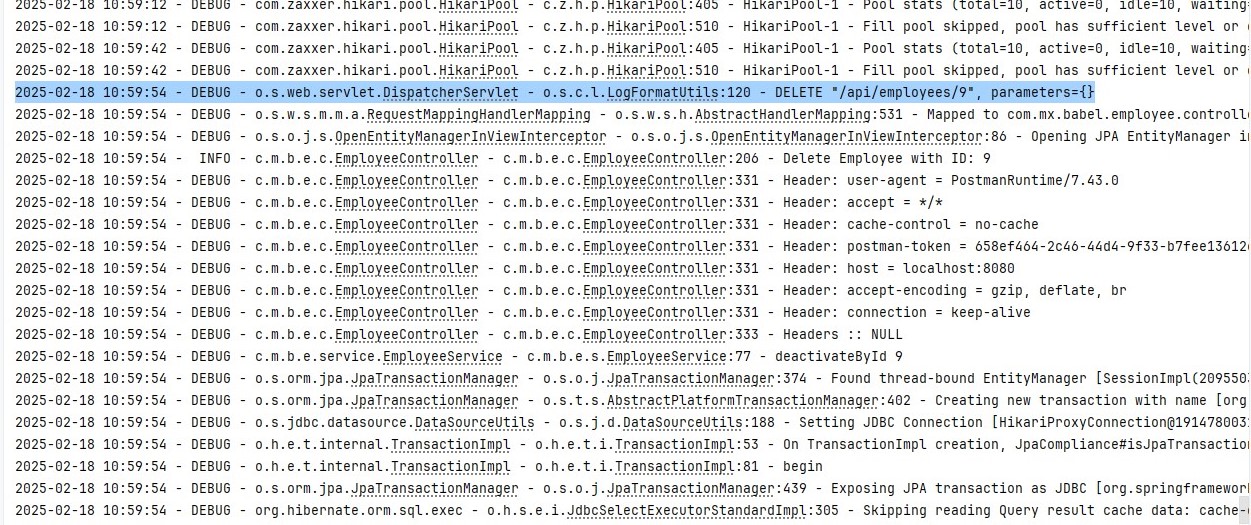 2025-02-18 10:59:12 - DEBUG - com.zaxxer.hikari.pool.HikariPool - c.z.h.p.HikariPool:405 - HikariPool-1 - Pool stats (total=10, active=0, idle=10, waiting=
2025-02-18 10:59:12 - DEBUG - com.zaxxer.hikari.pool.HikariPool - c.z.h.p.HikariPool:510 - HikariPool-1 - Fill pool skipped, pool has sufficient level or
2025-02-18 10:59:42 - DEBUG - com.zaxxer.hikari.pool.HikariPool - c.z.h.p.HikariPool:405 - HikariPool-1 - Pool stats (total=10, active=0, idle=10, waiting=
2025-02-18 10:59:42 - DEBUG - com.zaxxer.hikari.pool.HikariPool - c.z.h.p.HikariPool:510 - HikariPool-1 - Fill pool skipped, pool has sufficient level or
2025-02-18 10:59:54 - DEBUG - o.s.web.servlet.DispatcherServlet - o.s.c.l.LogFormatUtils:120 - DELETE "/api/employees/9", parameters={}
2025-02-18 10:59:54 - DEBUG - o.s.w.s.m.m.a.RequestMappingHandlerMapping - o.s.w.s.h.AbstractHandlerMapping:531 - Mapped to com.mx.babel.employee.controlle
2025-02-18 10:59:54 - DEBUG - o.s.o.j.s.OpenEntityManagerInViewInterceptor - o.s.o.j.s.OpenEntityManagerInViewInterceptor:86 - Opening JPA EntityManager in
2025-02-18 10:59:54 -  INFO - c.m.b.e.c.EmployeeController - c.m.b.e.c.EmployeeController:206 - Delete Employee with ID: 9
2025-02-18 10:59:54 - DEBUG - c.m.b.e.c.EmployeeController - c.m.b.e.c.EmployeeController:331 - Header: user-agent = PostmanRuntime/7.43.0
2025-02-18 10:59:54 - DEBUG - c.m.b.e.c.EmployeeController - c.m.b.e.c.EmployeeController:331 - Header: accept = */*
2025-02-18 10:59:54 - DEBUG - c.m.b.e.c.EmployeeController - c.m.b.e.c.EmployeeController:331 - Header: cache-control = no-cache
2025-02-18 10:59:54 - DEBUG - c.m.b.e.c.EmployeeController - c.m.b.e.c.EmployeeController:331 - Header: postman-token = 658ef464-2c46-44d4-9f33-b7fee13612
2025-02-18 10:59:54 - DEBUG - c.m.b.e.c.EmployeeController - c.m.b.e.c.EmployeeController:331 - Header: host = localhost:8080
2025-02-18 10:59:54 - DEBUG - c.m.b.e.c.EmployeeController - c.m.b.e.c.EmployeeController:331 - Header: accept-encoding = gzip, deflate, br
2025-02-18 10:59:54 - DEBUG - c.m.b.e.c.EmployeeController - c.m.b.e.c.EmployeeController:331 - Header: connection = keep-alive
2025-02-18 10:59:54 - DEBUG - c.m.b.e.c.EmployeeController - c.m.b.e.c.EmployeeController:333 - Headers :: NULL
2025-02-18 10:59:54 - DEBUG - c.m.b.e.service.EmployeeService - c.m.b.e.s.EmployeeService:77 - deactivateById 9
2025-02-18 10:59:54 - DEBUG - o.s.orm.jpa.JpaTransactionManager - o.s.o.j.JpaTransactionManager:374 - Found thread-bound EntityManager [SessionImpl(209550
2025-02-18 10:59:54 - DEBUG - o.s.orm.jpa.JpaTransactionManager - o.s.t.s.AbstractPlatformTransactionManager:402 - Creating new transaction with name [org
2025-02-18 10:59:54 - DEBUG - o.s.jdbc.datasource.DataSourceUtils - o.s.j.d.DataSourceUtils:188 - Setting JDBC Connection [HikariProxyConnection@191478003
2025-02-18 10:59:54 - DEBUG - o.h.e.t.internal.TransactionImpl - o.h.e.t.i.TransactionImpl:53 - On TransactionImpl creation, JpaCompliance#isJpaTransaction
2025-02-18 10:59:54 - DEBUG - o.h.e.t.internal.TransactionImpl - o.h.e.t.i.TransactionImpl:81 - begin
2025-02-18 10:59:54 - DEBUG - o.s.orm.jpa.JpaTransactionManager - o.s.o.j.JpaTransactionManager:439 - Exposing JPA transaction as JDBC [org.springframework
2025-02-18 10:59:54 - DEBUG - org.hibernate.orm.sql.exec - o.h.s.e.i.JdbcSelectExecutorStandardImpl:305 - Skipping reading Query result cache data: cache-